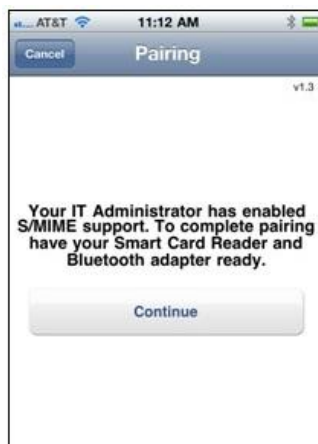 AT&T 11:12 AM
Cancel Pairing
v1.3
Your IT Administrator has enabled
S/MIME support. To complete pairing
have your Smart Card Reader and
Bluetooth adapter ready.
Continue